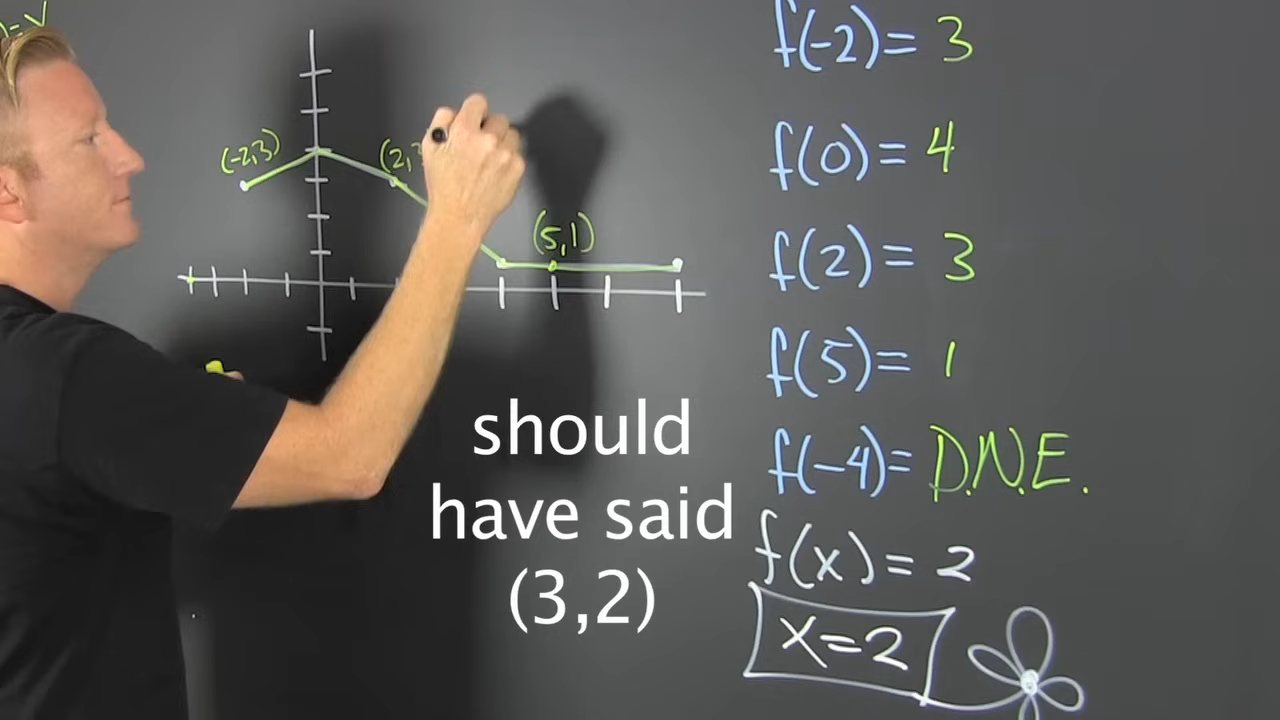 (-2,3)
(2,
(5,1)
should
have said
(3,2)
f(-2)= 3
f(0)= 4
f(2)= 3
f(5)= 1
f(-4)= D.N.E.
f(x)= 2
x=2